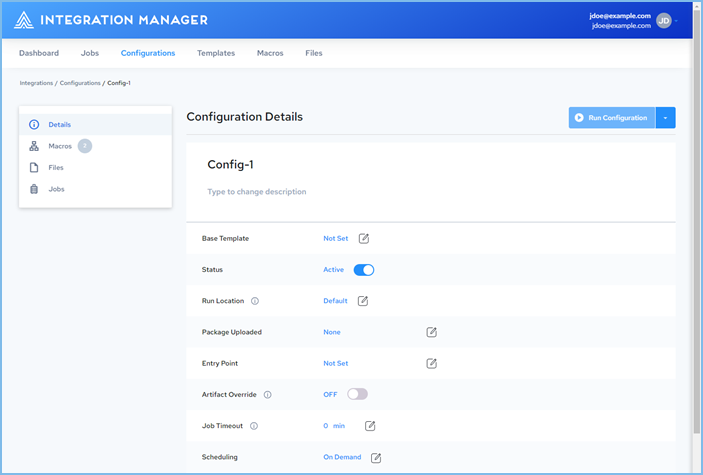 INTEGRATION MANAGER
jdoe@example.com
jdoe@example.com
JD
Dashboard Jobs Configurations Templates Macros Files
Integrations / Configurations / Config-1
Details
Macros
Files
Jobs
Configuration Details
Run Configuration
Config-1
Type to change description
Base Template Not Set
Status Active
Run Location Default
Package Uploaded None
Entry Point Not Set
Artifact Override OFF
Job Timeout 0 min
Scheduling On Demand